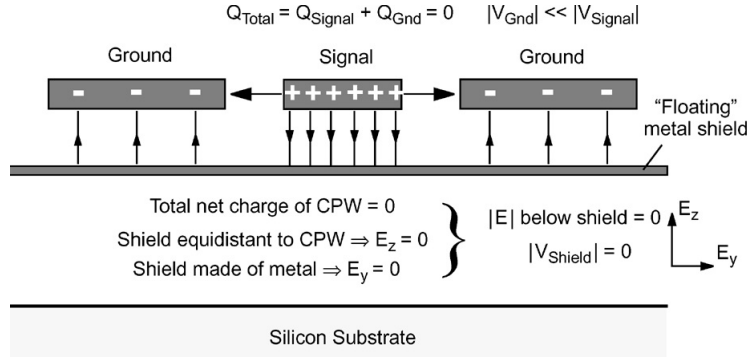 Q_Total = Q_Signal + Q_Gnd = 0 |V_Gnd| << |V_Signal|
Ground Signal Ground
- - - + + + + + + - - -
"Floating"
metal shield
Total net charge of CPW = 0
Shield equidistant to CPW ⇒ E_z = 0
Shield made of metal ⇒ E_y = 0
|E| below shield = 0
|V_Shield| = 0
E_z
E_y
Silicon Substrate